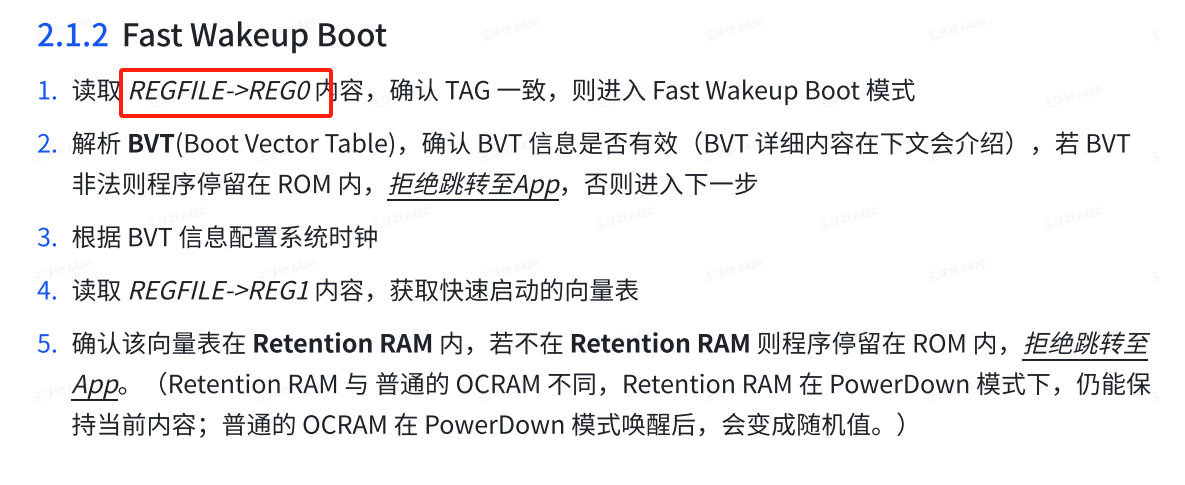 2.1.2 Fast Wakeup Boot
1. 读取 REGFILE->REG0 内容，确认 TAG 一致，则进入 Fast Wakeup Boot 模式
2. 解析 BVT(Boot Vector Table)，确认 BVT 信息是否有效（BVT 详细内容在下文会介绍），若 BVT
非法则程序停留在 ROM 内，拒绝跳转至App，否则进入下一步
3. 根据 BVT 信息配置系统时钟
4. 读取 REGFILE->REG1 内容，获取快速启动的向量表
5. 确认该向量表在 Retention RAM 内，若不在 Retention RAM 则程序停留在 ROM 内，拒绝跳转至
App。（Retention RAM 与 普通的 OCRAM 不同，Retention RAM 在 PowerDown 模式下，仍能保
持当前内容；普通的 OCRAM 在 PowerDown 模式唤醒后，会变成随机值。）